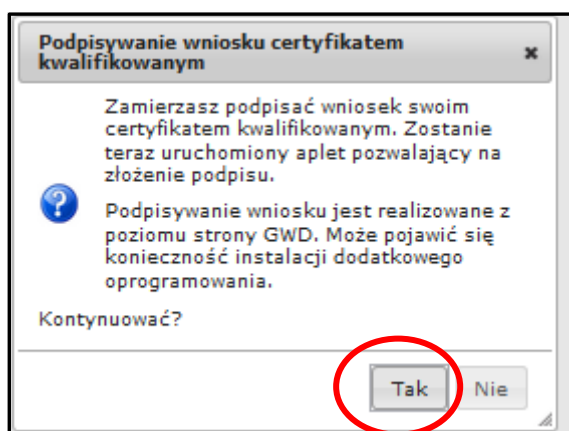 Podpisywanie wniosku certyfikatem
kwalifikowanym
Zamierzasz podpisać wniosek swoim
certyfikatem kwalifikowanym. Zostanie
teraz uruchomiony aplet pozwalający na
złożenie podpisu.
Podpisywanie wniosku jest realizowane z
poziomu strony GWD. Może pojawić się
konieczność instalacji dodatkowego
oprogramowania.
Kontynuować?
Tak Nie